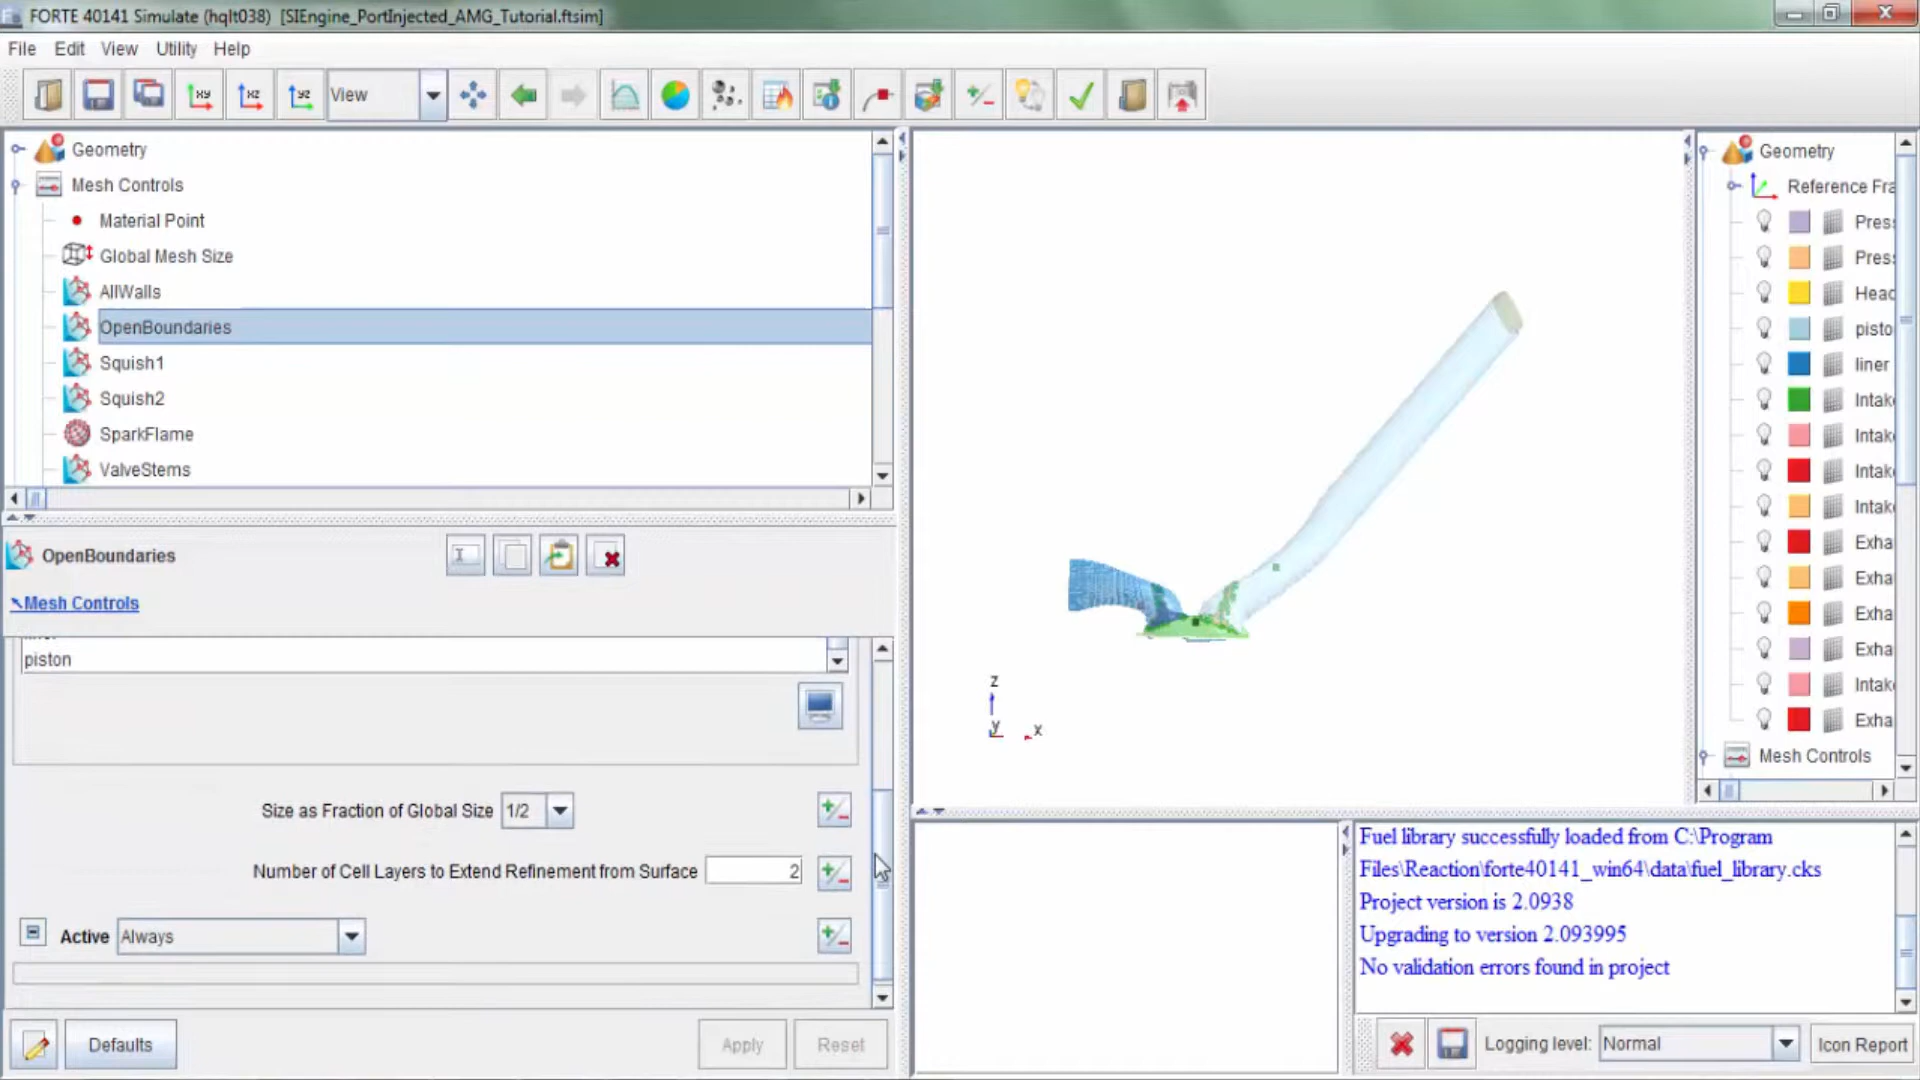 FORTE 40141 Simulate (hqlt038) [SIEngine_PortInjected_AMG_Tutorial.ftsim]
File Edit View Utility Help
XY XZ YZ View
Geometry
Mesh Controls
Material Point
Global Mesh Size
AllWalls
OpenBoundaries
Squish1
Squish2
SparkFlame
ValveStems
OpenBoundaries
Mesh Controls
piston
Size as Fraction of Global Size 1/2
Number of Cell Layers to Extend Refinement from Surface 2
Active Always
Defaults
Apply
Reset
z
y
x
Geometry
Reference Fra
Press
Press
Head
pisto
liner
Intak
Intak
Intak
Intak
Exha
Exha
Exha
Exha
Intak
Exha
Mesh Controls
Fuel library successfully loaded from C:\Program
Files\Reaction\forte40141_win64\data\fuel_library.cks
Project version is 2.0938
Upgrading to version 2.093995
No validation errors found in project
Logging level: Normal
Icon Report